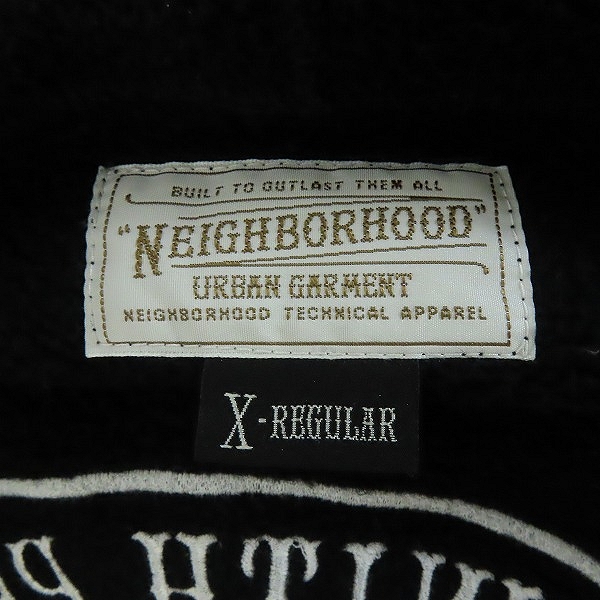 BUILT TO OUTLAST THEM ALL
"NEIGHBORHOOD"
URBAN GARMENT
NEIGHBORHOOD TECHNICAL APPAREL
X-REGULAR